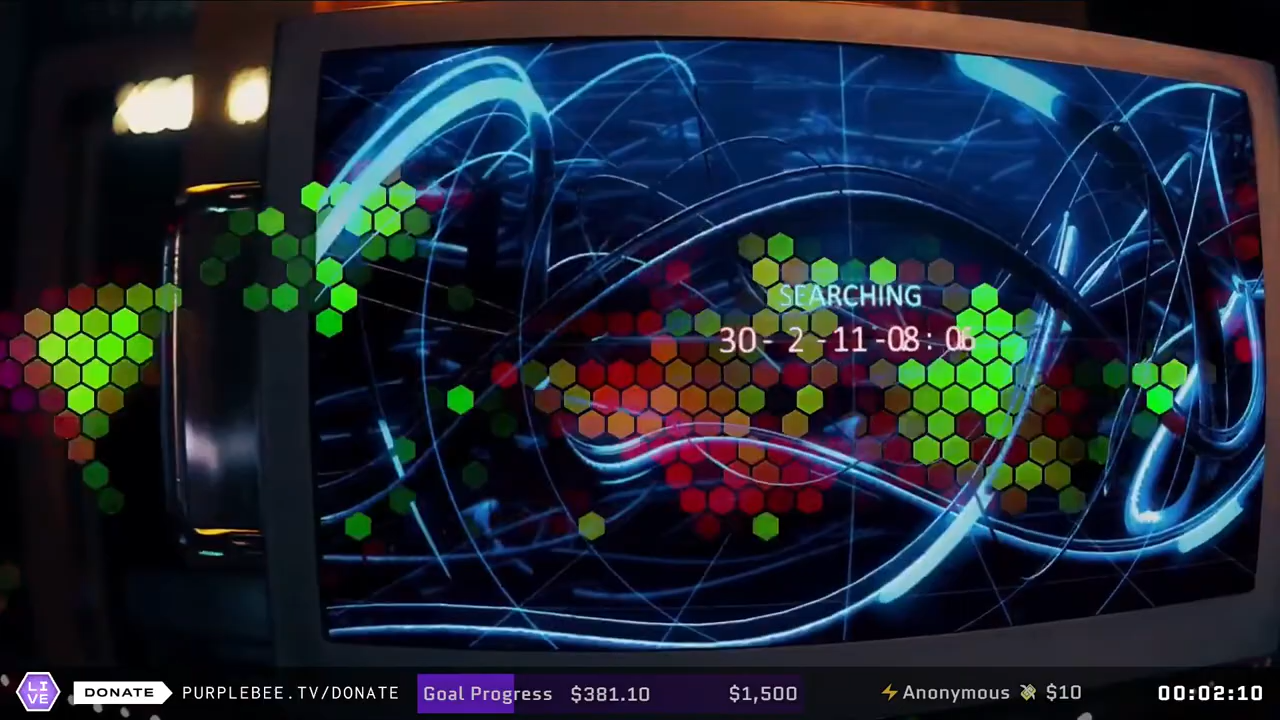 SEARCHING
30 - 2 - 11 - 08 : 06
LIVE
DONATE PURPLEBEE.TV/DONATE Goal Progress $381.10 $1,500 Anonymous $10 00:02:10